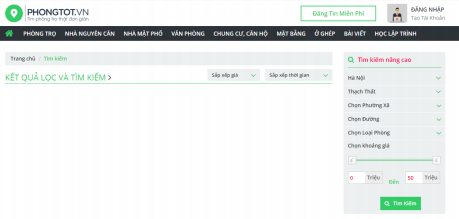 PHONGTOT.VN
Tìm phòng trọ thật đơn giản
Đăng Tin Miễn Phí
ĐĂNG NHẬP
Tạo Tài Khoản
PHÒNG TRỌ NHÀ NGUYÊN CĂN NHÀ MẶT PHỐ VĂN PHÒNG CHUNG CƯ, CĂN HỘ MẶT BẰNG Ở GHÉP BÀI VIẾT HỌC LẬP TRÌNH
Trang chủ / Tìm kiếm
KẾT QUẢ LỌC VÀ TÌM KIẾM
Sắp xếp giá
Sắp xếp thời gian
Tìm kiếm nâng cao
Hà Nội
Thạch Thất
Chọn Phường Xã
Chọn Đường
Chọn Loại Phòng
Chọn khoảng giá
0 Triệu Đến 50 Triệu
Tìm Kiếm